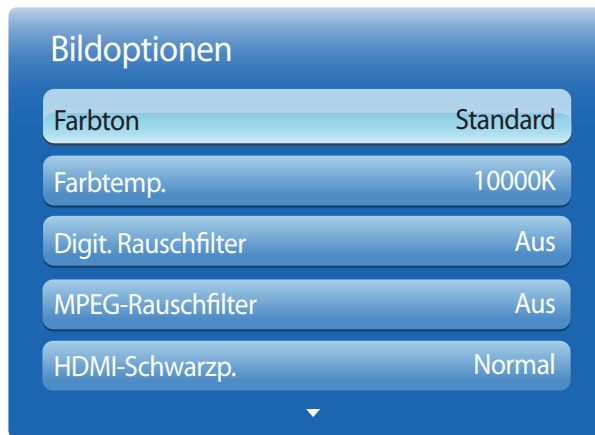 Bildoptionen
Farbton Standard
Farbtemp. 10000K
Digit. Rauschfilter Aus
MPEG-Rauschfilter Aus
HDMI-Schwarzp. Normal